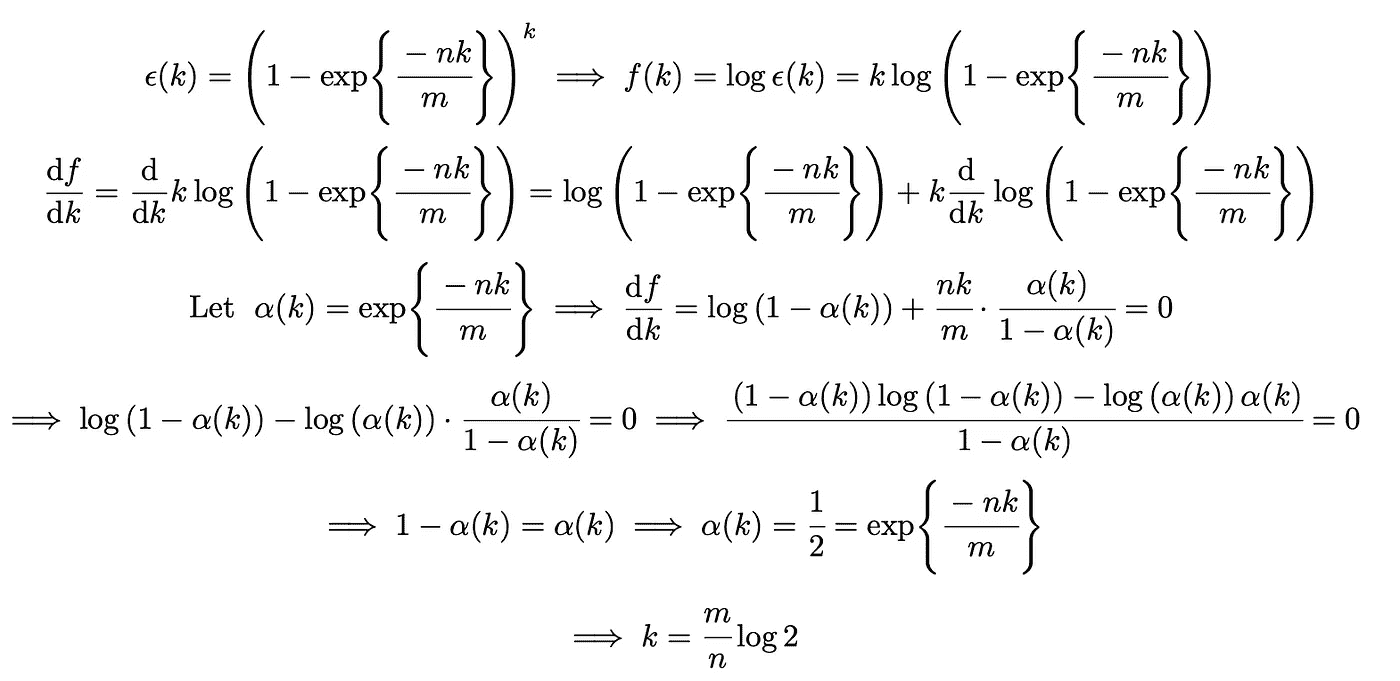 ϵ(k) = (1 − exp{−nk/m})^k ⟹ f(k) = log ϵ(k) = k log (1 − exp{−nk/m})
df/dk = d/dk k log (1 − exp{−nk/m}) = log (1 − exp{−nk/m}) + k d/dk log (1 − exp{−nk/m})
Let α(k) = exp{−nk/m} ⟹ df/dk = log (1 − α(k)) + nk/m · α(k)/(1 − α(k)) = 0
⟹ log (1 − α(k)) − log (α(k)) · α(k)/(1 − α(k)) = 0 ⟹ ((1 − α(k)) log (1 − α(k)) − log (α(k)) α(k))/(1 − α(k)) = 0
⟹ 1 − α(k) = α(k) ⟹ α(k) = 1/2 = exp{−nk/m}
⟹ k = m/n log 2